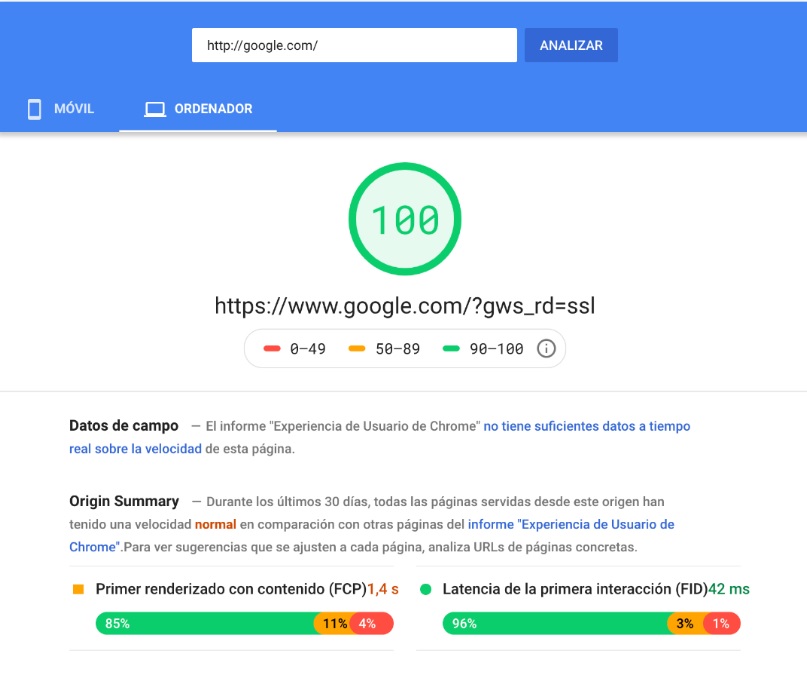 http://google.com/ ANALIZAR
MÓVIL ORDENADOR
100
https://www.google.com/?gws_rd=ssl
0–49 50–89 90–100
Datos de campo — El informe "Experiencia de Usuario de Chrome" no tiene suficientes datos a tiempo
real sobre la velocidad de esta página.
Origin Summary — Durante los últimos 30 días, todas las páginas servidas desde este origen han
tenido una velocidad normal en comparación con otras páginas del informe "Experiencia de Usuario de
Chrome".Para ver sugerencias que se ajusten a cada página, analiza URLs de páginas concretas.
Primer renderizado con contenido (FCP)1,4 s Latencia de la primera interacción (FID)42 ms
85% 11% 4% 96% 3% 1%